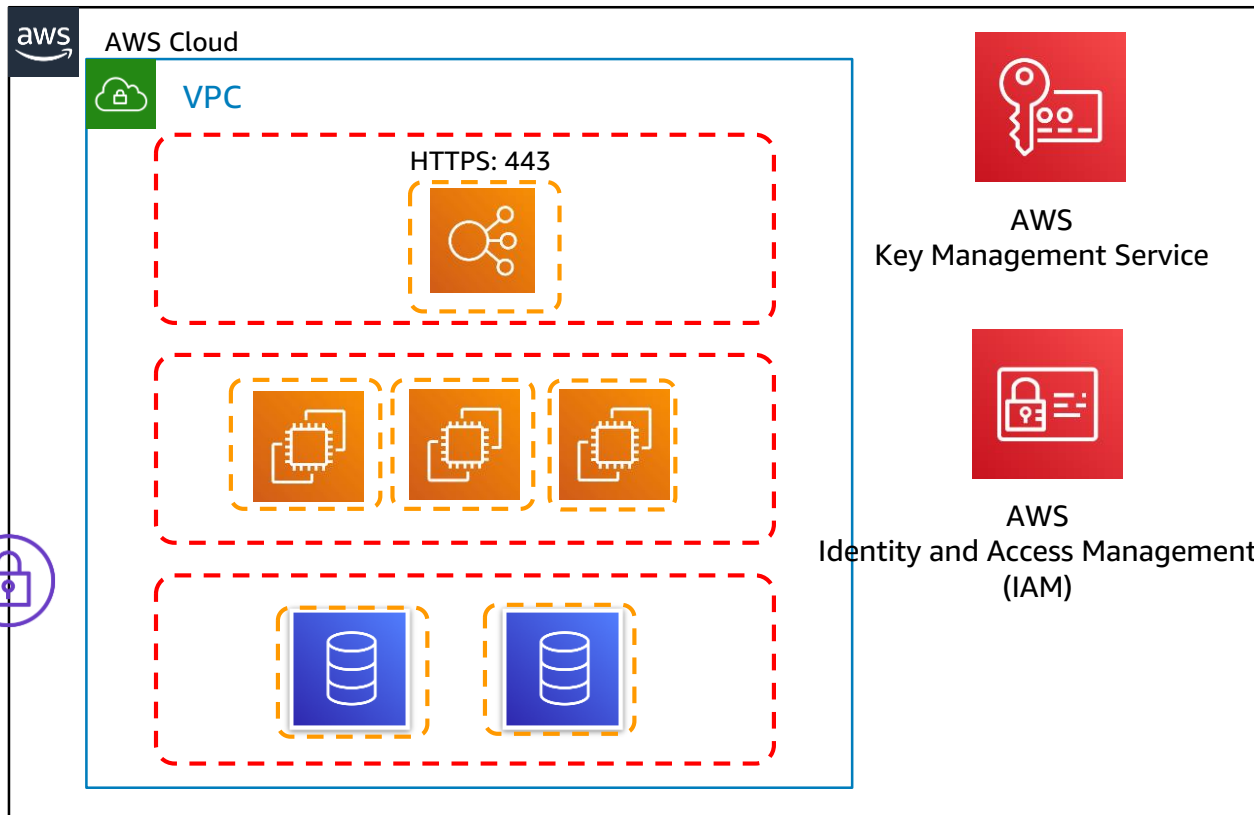 aws
AWS Cloud
VPC
HTTPS: 443
AWS
Key Management Service
AWS
Identity and Access Management
(IAM)